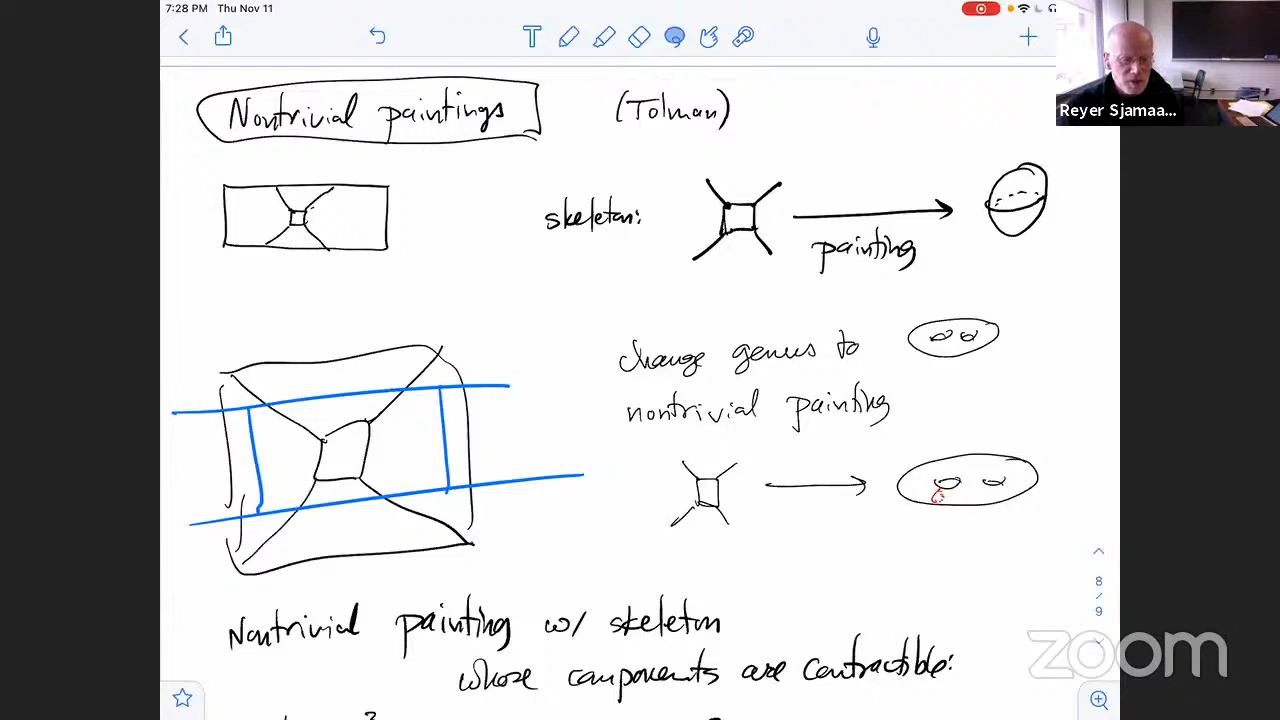 7:28 PM Thu Nov 11
Reyer Sjamaa...
Nontrivial paintings (Tolman)
skeleton:
painting
change genus to
nontrivial painting
8
/
9
Nontrivial painting w/ skeleton
whose components are contractible:
zoom